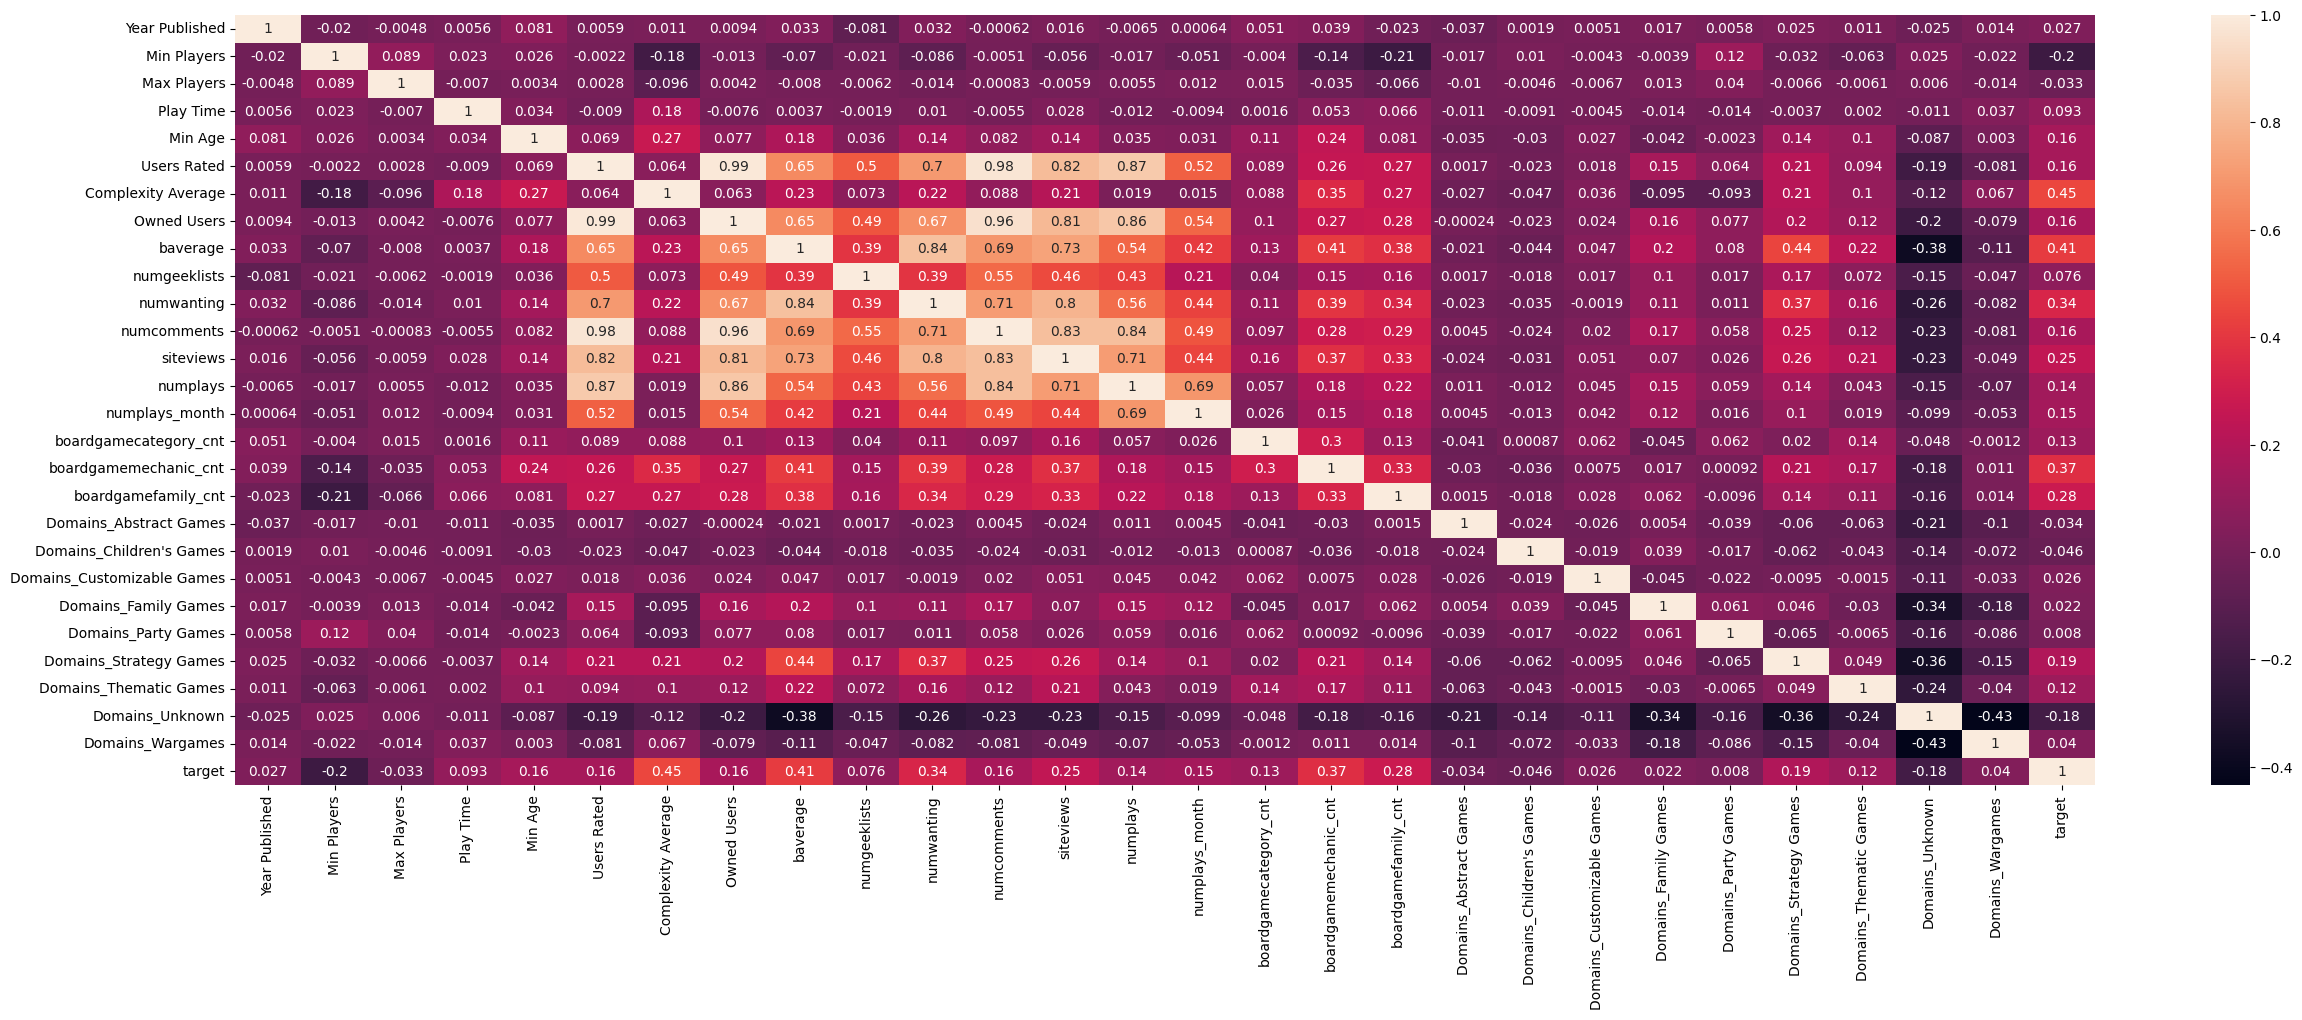 Year Published 1 -0.02 -0.0048 0.0056 0.081 0.0059 0.011 0.0094 0.033 -0.081 0.032 -0.00062 0.016 -0.0065 0.00064 0.051 0.039 -0.023 -0.037 0.0019 0.0051 0.017 0.0058 0.025 0.011 -0.025 0.014 0.027 1.0
Min Players -0.02 1 0.089 0.023 0.026 -0.0022 -0.18 -0.013 -0.07 -0.021 -0.086 -0.0051 -0.056 -0.017 -0.051 -0.004 -0.14 -0.21 -0.017 0.01 -0.0043 -0.0039 0.12 -0.032 -0.063 0.025 -0.022 -0.2
Max Players -0.0048 0.089 1 -0.007 0.0034 0.0028 -0.096 0.0042 -0.008 -0.0062 -0.014 -0.00083 -0.0059 0.0055 0.012 0.015 -0.035 -0.066 -0.01 -0.0046 -0.0067 0.013 0.04 -0.0066 -0.0061 0.006 -0.014 -0.033
Play Time 0.0056 0.023 -0.007 1 0.034 -0.009 0.18 -0.0076 0.0037 -0.0019 0.01 -0.0055 0.028 -0.012 -0.0094 0.0016 0.053 0.066 -0.011 -0.0091 -0.0045 -0.014 -0.014 -0.0037 0.002 -0.011 0.037 0.093
0.8
Min Age 0.081 0.026 0.0034 0.034 1 0.069 0.27 0.077 0.18 0.036 0.14 0.082 0.14 0.035 0.031 0.11 0.24 0.081 -0.035 -0.03 0.027 -0.042 -0.0023 0.14 0.1 -0.087 0.003 0.16
Users Rated 0.0059 -0.0022 0.0028 -0.009 0.069 1 0.064 0.99 0.65 0.5 0.7 0.98 0.82 0.87 0.52 0.089 0.26 0.27 0.0017 -0.023 0.018 0.15 0.064 0.21 0.094 -0.19 -0.081 0.16
Complexity Average 0.011 -0.18 -0.096 0.18 0.27 0.064 1 0.063 0.23 0.073 0.22 0.088 0.21 0.019 0.015 0.088 0.35 0.27 -0.027 -0.047 0.036 -0.095 -0.093 0.21 0.1 -0.12 0.067 0.45
Owned Users 0.0094 -0.013 0.0042 -0.0076 0.077 0.99 0.063 1 0.65 0.49 0.67 0.96 0.81 0.86 0.54 0.1 0.27 0.28 -0.00024 -0.023 0.024 0.16 0.077 0.2 0.12 -0.2 -0.079 0.16
0.6
baverage 0.033 -0.07 -0.008 0.0037 0.18 0.65 0.23 0.65 1 0.39 0.84 0.69 0.73 0.54 0.42 0.13 0.41 0.38 -0.021 -0.044 0.047 0.2 0.08 0.44 0.22 -0.38 -0.11 0.41
numgeeklists -0.081 -0.021 -0.0062 -0.0019 0.036 0.5 0.073 0.49 0.39 1 0.39 0.55 0.46 0.43 0.21 0.04 0.15 0.16 0.0017 -0.018 0.017 0.1 0.017 0.17 0.072 -0.15 -0.047 0.076
numwanting 0.032 -0.086 -0.014 0.01 0.14 0.7 0.22 0.67 0.84 0.39 1 0.71 0.8 0.56 0.44 0.11 0.39 0.34 -0.023 -0.035 -0.0019 0.11 0.011 0.37 0.16 -0.26 -0.082 0.34
numcomments -0.00062 -0.0051 -0.00083 -0.0055 0.082 0.98 0.088 0.96 0.69 0.55 0.71 1 0.83 0.84 0.49 0.097 0.28 0.29 0.0045 -0.024 0.02 0.17 0.058 0.25 0.12 -0.23 -0.081 0.16
0.4
siteviews 0.016 -0.056 -0.0059 0.028 0.14 0.82 0.21 0.81 0.73 0.46 0.8 0.83 1 0.71 0.44 0.16 0.37 0.33 -0.024 -0.031 0.051 0.07 0.026 0.26 0.21 -0.23 -0.049 0.25
numplays -0.0065 -0.017 0.0055 -0.012 0.035 0.87 0.019 0.86 0.54 0.43 0.56 0.84 0.71 1 0.69 0.057 0.18 0.22 0.011 -0.012 0.045 0.15 0.059 0.14 0.043 -0.15 -0.07 0.14
numplays_month 0.00064 -0.051 0.012 -0.0094 0.031 0.52 0.015 0.54 0.42 0.21 0.44 0.49 0.44 0.69 1 0.026 0.15 0.18 0.0045 -0.013 0.042 0.12 0.016 0.1 0.019 -0.099 -0.053 0.15
boardgamecategory_cnt 0.051 -0.004 0.015 0.0016 0.11 0.089 0.088 0.1 0.13 0.04 0.11 0.097 0.16 0.057 0.026 1 0.3 0.13 -0.041 0.00087 0.062 -0.045 0.062 0.02 0.14 -0.048 -0.0012 0.13
0.2
boardgamemechanic_cnt 0.039 -0.14 -0.035 0.053 0.24 0.26 0.35 0.27 0.41 0.15 0.39 0.28 0.37 0.18 0.15 0.3 1 0.33 -0.03 -0.036 0.0075 0.017 0.00092 0.21 0.17 -0.18 0.011 0.37
boardgamefamily_cnt -0.023 -0.21 -0.066 0.066 0.081 0.27 0.27 0.28 0.38 0.16 0.34 0.29 0.33 0.22 0.18 0.13 0.33 1 0.0015 -0.018 0.028 0.062 -0.0096 0.14 0.11 -0.16 0.014 0.28
Domains_Abstract Games -0.037 -0.017 -0.01 -0.011 -0.035 0.0017 -0.027 -0.00024 -0.021 0.0017 -0.023 0.0045 -0.024 0.011 0.0045 -0.041 -0.03 0.0015 1 -0.024 -0.026 0.0054 -0.039 -0.06 -0.063 -0.21 -0.1 -0.034
Domains_Children's Games 0.0019 0.01 -0.0046 -0.0091 -0.03 -0.023 -0.047 -0.023 -0.044 -0.018 -0.035 -0.024 -0.031 -0.012 -0.013 0.00087 -0.036 -0.018 -0.024 1 -0.019 0.039 -0.017 -0.062 -0.043 -0.14 -0.072 -0.046
0.0
Domains_Customizable Games 0.0051 -0.0043 -0.0067 -0.0045 0.027 0.018 0.036 0.024 0.047 0.017 -0.0019 0.02 0.051 0.045 0.042 0.062 0.0075 0.028 -0.026 -0.019 1 -0.045 -0.022 -0.0095 -0.0015 -0.11 -0.033 0.026
Domains_Family Games 0.017 -0.0039 0.013 -0.014 -0.042 0.15 -0.095 0.16 0.2 0.1 0.11 0.17 0.07 0.15 0.12 -0.045 0.017 0.062 0.0054 0.039 -0.045 1 0.061 0.046 -0.03 -0.34 -0.18 0.022
Domains_Party Games 0.0058 0.12 0.04 -0.014 -0.0023 0.064 -0.093 0.077 0.08 0.017 0.011 0.058 0.026 0.059 0.016 0.062 0.00092 -0.0096 -0.039 -0.017 -0.022 0.061 1 -0.065 -0.0065 -0.16 -0.086 0.008
Domains_Strategy Games 0.025 -0.032 -0.0066 -0.0037 0.14 0.21 0.21 0.2 0.44 0.17 0.37 0.25 0.26 0.14 0.1 0.02 0.21 0.14 -0.06 -0.062 -0.0095 0.046 -0.065 1 0.049 -0.36 -0.15 0.19
−0.2
Domains_Thematic Games 0.011 -0.063 -0.0061 0.002 0.1 0.094 0.1 0.12 0.22 0.072 0.16 0.12 0.21 0.043 0.019 0.14 0.17 0.11 -0.063 -0.043 -0.0015 -0.03 -0.0065 0.049 1 -0.24 -0.04 0.12
Domains_Unknown -0.025 0.025 0.006 -0.011 -0.087 -0.19 -0.12 -0.2 -0.38 -0.15 -0.26 -0.23 -0.23 -0.15 -0.099 -0.048 -0.18 -0.16 -0.21 -0.14 -0.11 -0.34 -0.16 -0.36 -0.24 1 -0.43 -0.18
Domains_Wargames 0.014 -0.022 -0.014 0.037 0.003 -0.081 0.067 -0.079 -0.11 -0.047 -0.082 -0.081 -0.049 -0.07 -0.053 -0.0012 0.011 0.014 -0.1 -0.072 -0.033 -0.18 -0.086 -0.15 -0.04 -0.43 1 0.04
target 0.027 -0.2 -0.033 0.093 0.16 0.16 0.45 0.16 0.41 0.076 0.34 0.16 0.25 0.14 0.15 0.13 0.37 0.28 -0.034 -0.046 0.026 0.022 0.008 0.19 0.12 -0.18 0.04 1
−0.4
Year Published
Min Players
Max Players
Play Time
Min Age
Users Rated
Complexity Average
Owned Users
baverage
numgeeklists
numwanting
numcomments
siteviews
numplays
numplays_month
boardgamecategory_cnt
boardgamemechanic_cnt
boardgamefamily_cnt
Domains_Abstract Games
Domains_Children's Games
Domains_Customizable Games
Domains_Family Games
Domains_Party Games
Domains_Strategy Games
Domains_Thematic Games
Domains_Unknown
Domains_Wargames
target